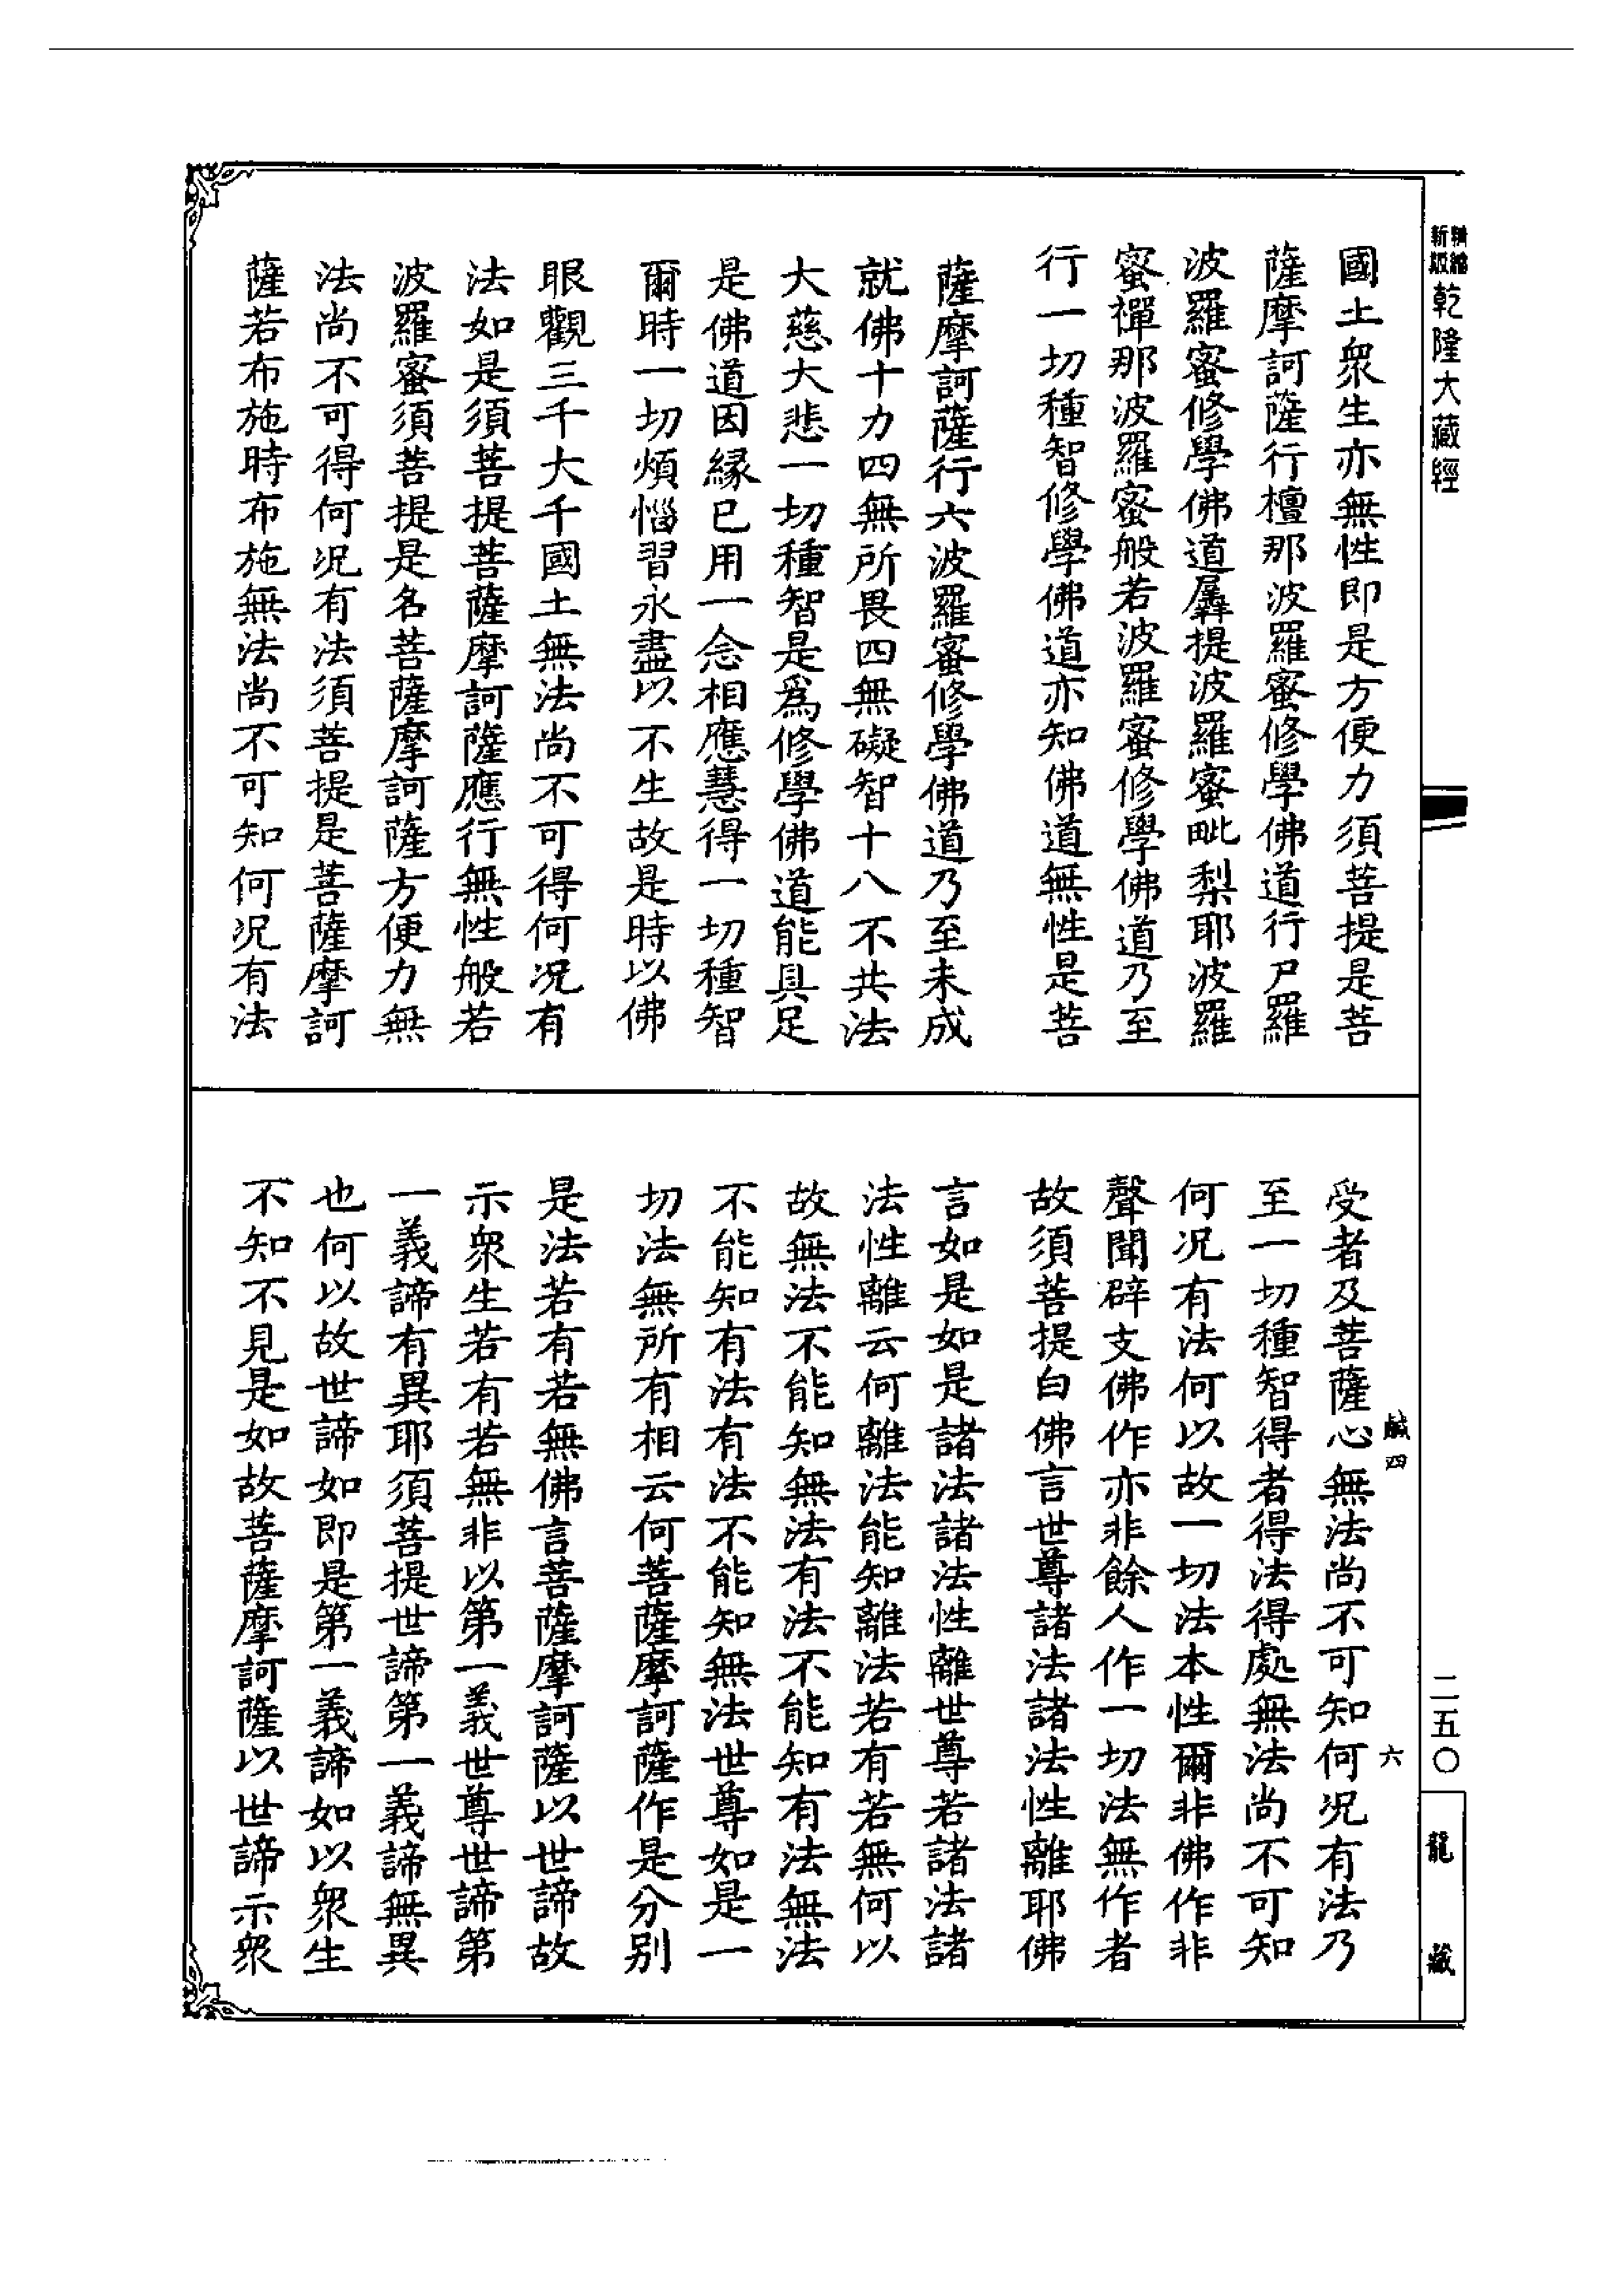 精縮新版乾隆大藏經
國土衆生亦無性即是方便力須菩提是菩
薩摩訶薩行檀那波羅蜜修學佛道行尸羅
波羅蜜修學佛道羼提波羅蜜毗梨耶波羅
蜜禪那波羅蜜般若波羅蜜修學佛道乃至
行一切種智修學佛道亦知佛道無性是菩
薩摩訶薩行六波羅蜜修學佛道乃至未成
就佛十力四無所畏四無礙智十八不共法
大慈大悲一切種智是爲修學佛道能具足
是佛道因緣已用一念相應慧得一切種智
爾時一切煩惱習永盡以不生故是時以佛
眼觀三千大千國土無法尚不可得何況有
法如是須菩提菩薩摩訶薩應行無性般若
波羅蜜須菩提是名菩薩摩訶薩方便力無
法尚不可得何況有法須菩提是菩薩摩訶
薩若布施時布施無法尚不可知何況有法
鹹四
六
受者及菩薩心無法尚不可知何況有法乃
至一切種智得者得法得處無法尚不可知
何況有法何以故一切法本性爾非佛作非
聲聞辟支佛作亦非餘人作一切法無作者
故須菩提白佛言世尊諸法諸法性離耶佛
言如是如是諸法諸法性離世尊若諸法諸
法性離云何離法能知離法若有若無何以
故無法不能知無法有法不能知有法無法
不能知有法有法不能知無法世尊如是一
切法無所有相云何菩薩摩訶薩作是分別
是法若有若無佛言菩薩摩訶薩以世諦故
示衆生若有若無非以第一義世尊世諦第
一義諦有異耶須菩提世諦第一義諦無異
也何以故世諦如即是第一義諦如以衆生
不知不見是如故菩薩摩訶薩以世諦示衆
二五〇
龍藏